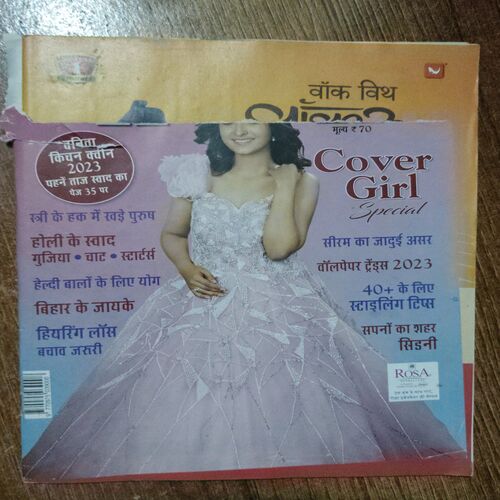 वॉक विथ
मूल्य ₹ 70
वनिता
किचन क्वीन
2023
पहनें ताज स्वाद का
पेज 35 पर
Cover
Girl
Special
स्त्री के हक में खड़े पुरुष
होली के स्वाद
गुजिया • चाट • स्टार्टर्स
हेल्दी बालों के लिए योग
बिहार के जायके
हियरिंग लॉस
बचाव जरूरी
सीरम का जादुई असर
वॉलपेपर ट्रेंड्स 2023
40+ के लिए
स्टाइलिंग टिप्स
सपनों का शहर
सिडनी
ROSA